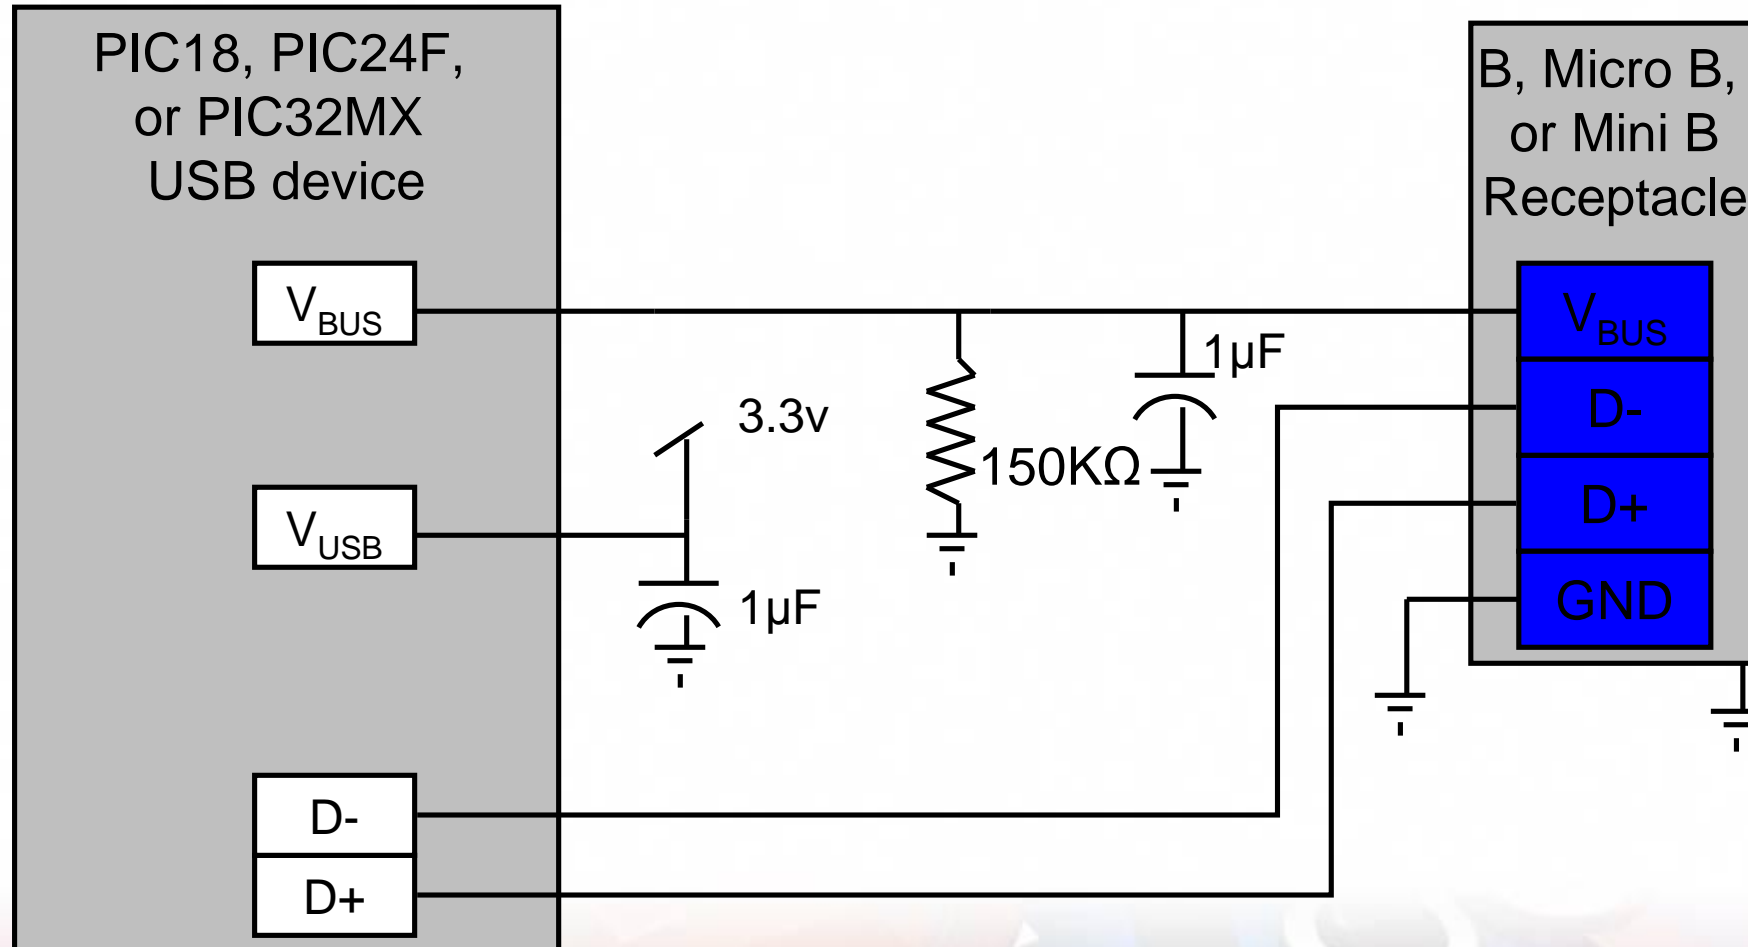 PIC18, PIC24F,
or PIC32MX
USB device
B, Micro B,
or Mini B
Receptacle
VBUS
VBUS
1µF
D-
3.3v
150KΩ
D+
VUSB
1µF
GND
D-
D+